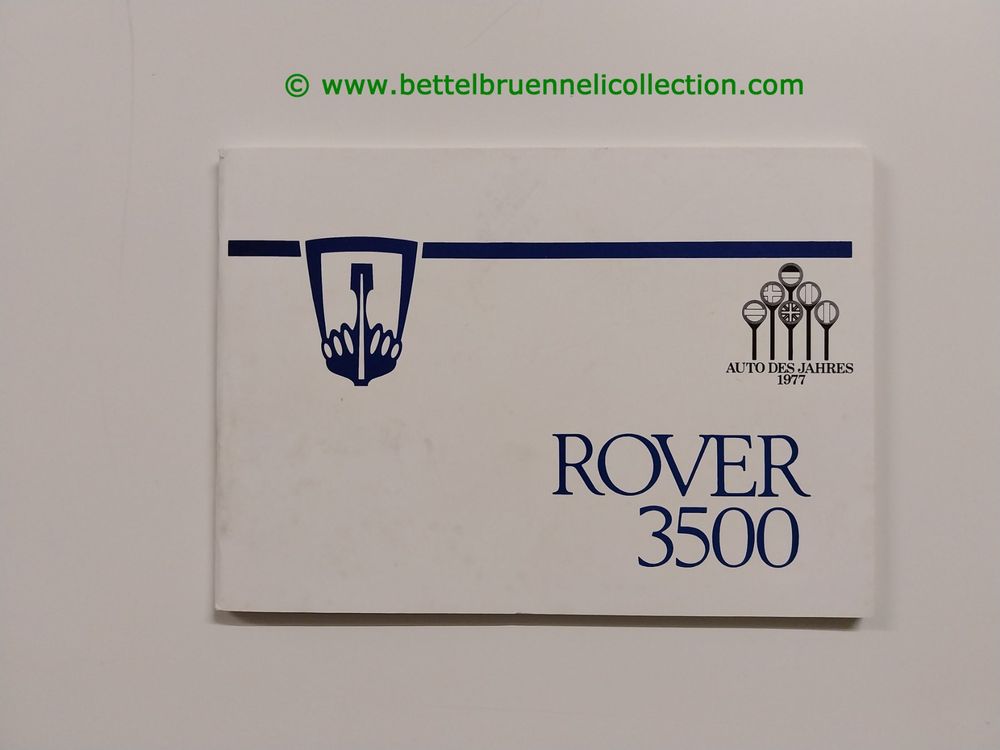 © www.bettelbruennelicollection.com
AUTO DES JAHRES
1977
ROVER
3500